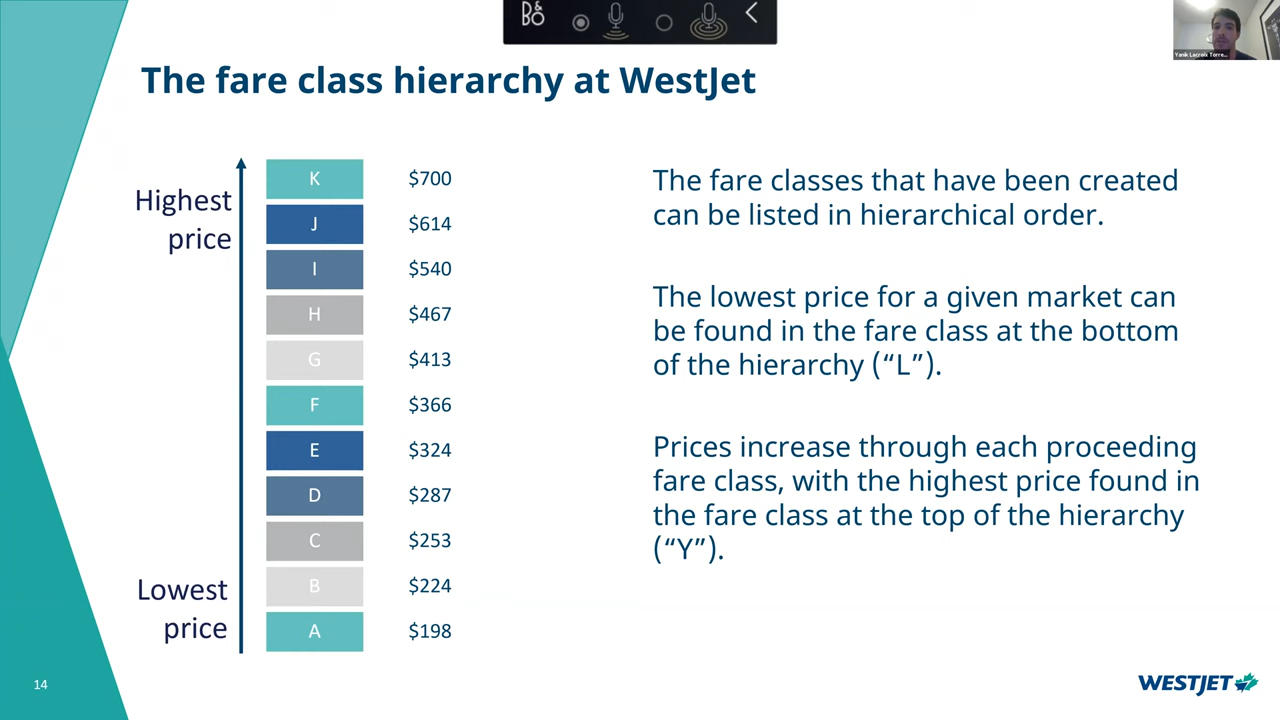 B&O
Yanik Lacroix Torre...
The fare class hierarchy at WestJet
Highest
price
K $700
J $614
I $540
H $467
G $413
F $366
E $324
D $287
C $253
B $224
A $198
Lowest
price
The fare classes that have been created
can be listed in hierarchical order.
The lowest price for a given market can
be found in the fare class at the bottom
of the hierarchy (“L”).
Prices increase through each proceeding
fare class, with the highest price found in
the fare class at the top of the hierarchy
(“Y”).
14
WESTJET